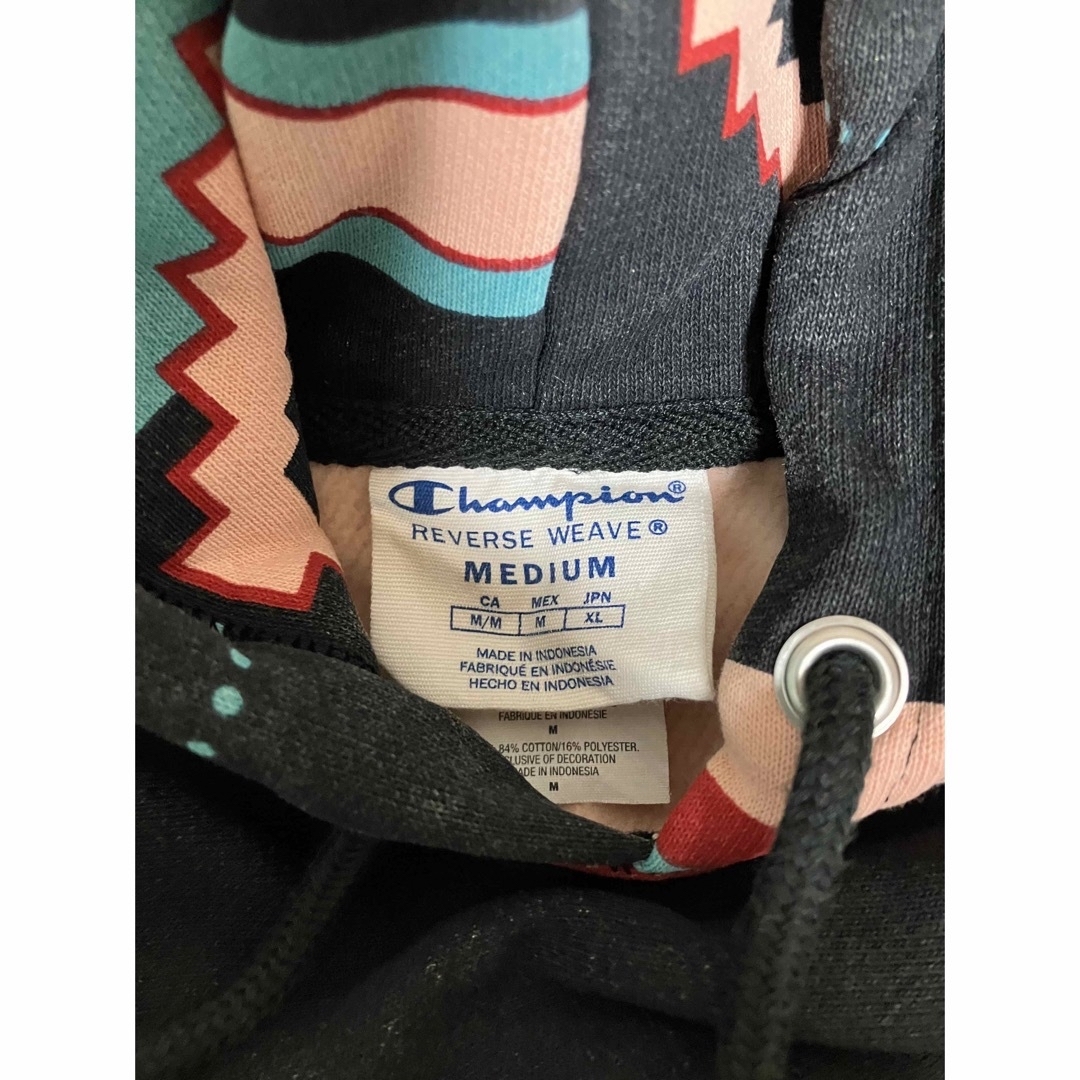 Champion®
REVERSE WEAVE®
MEDIUM
CA MEX JPN
M/M M XL
MADE IN INDONESIA
FABRIQUÉ EN INDONÉSIE
HECHO EN INDONESIA
FABRIQUE EN INDONESIE
M
84% COTTON/16% POLYESTER.
CLUSIVE OF DECORATION
ADE IN INDONESIA
M